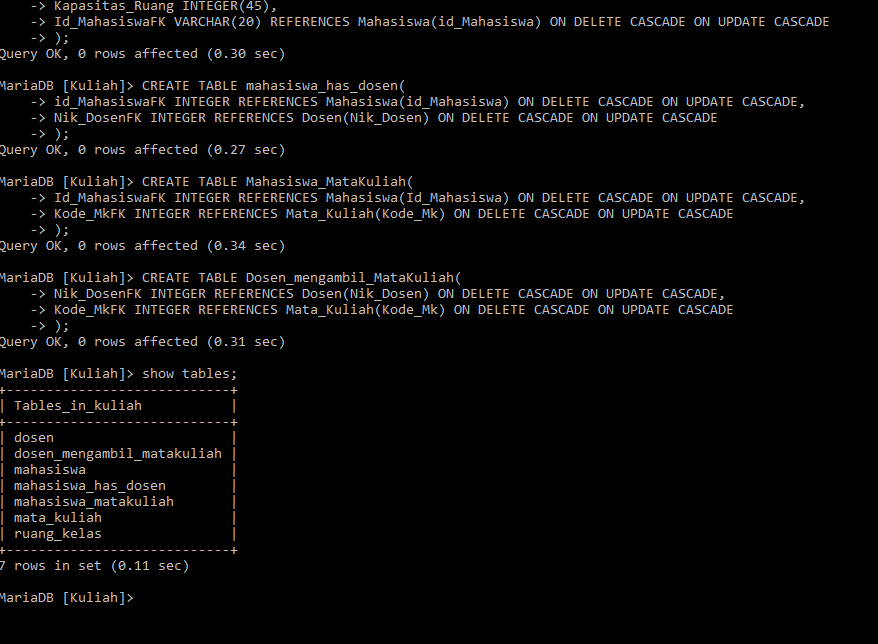 -> Kapasitas_Ruang INTEGER(45),
-> Id_MahasiswaFK VARCHAR(20) REFERENCES Mahasiswa(id_Mahasiswa) ON DELETE CASCADE ON UPDATE CASCADE
-> );
Query OK, 0 rows affected (0.30 sec)
MariaDB [Kuliah]> CREATE TABLE mahasiswa_has_dosen(
-> id_MahasiswaFK INTEGER REFERENCES Mahasiswa(id_Mahasiswa) ON DELETE CASCADE ON UPDATE CASCADE,
-> Nik_DosenFK INTEGER REFERENCES Dosen(Nik_Dosen) ON DELETE CASCADE ON UPDATE CASCADE
-> );
Query OK, 0 rows affected (0.27 sec)
MariaDB [Kuliah]> CREATE TABLE Mahasiswa_MataKuliah(
-> Id_MahasiswaFK INTEGER REFERENCES Mahasiswa(Id_Mahasiswa) ON DELETE CASCADE ON UPDATE CASCADE,
-> Kode_MkFK INTEGER REFERENCES Mata_Kuliah(Kode_Mk) ON DELETE CASCADE ON UPDATE CASCADE
-> );
Query OK, 0 rows affected (0.34 sec)
MariaDB [Kuliah]> CREATE TABLE Dosen_mengambil_MataKuliah(
-> Nik_DosenFK INTEGER REFERENCES Dosen(Nik_Dosen) ON DELETE CASCADE ON UPDATE CASCADE,
-> Kode_MkFK INTEGER REFERENCES Mata_Kuliah(Kode_Mk) ON DELETE CASCADE ON UPDATE CASCADE
-> );
Query OK, 0 rows affected (0.31 sec)
MariaDB [Kuliah]> show tables;
+----------------------------+
| Tables_in_kuliah           |
+----------------------------+
| dosen                      |
| dosen_mengambil_matakuliah |
| mahasiswa                  |
| mahasiswa_has_dosen        |
| mahasiswa_matakuliah       |
| mata_kuliah                |
| ruang_kelas                |
+----------------------------+
7 rows in set (0.11 sec)
MariaDB [Kuliah]>